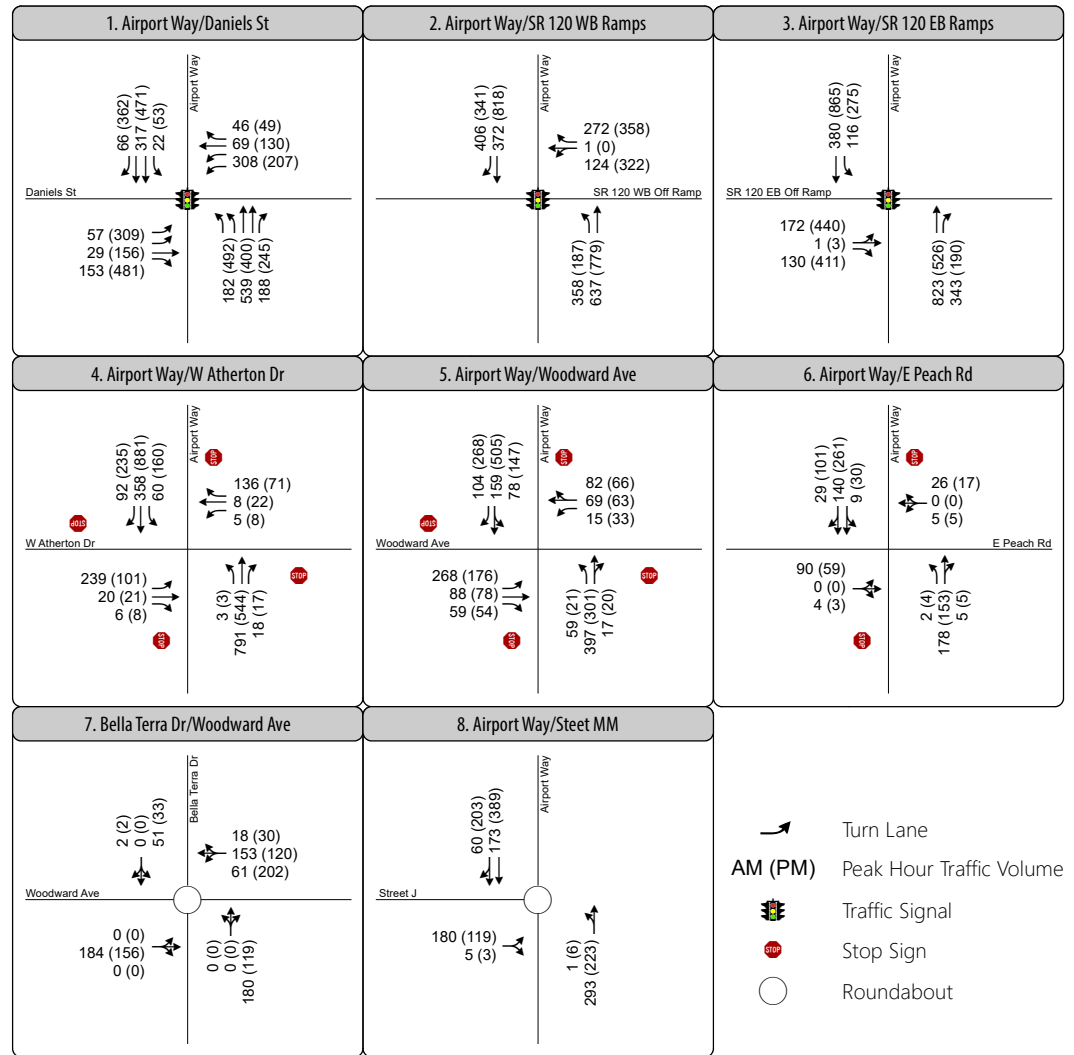 1. Airport Way/Daniels St
66 (362)
317 (471)
22 (53)
Airport Way
46 (49)
69 (130)
308 (207)
Daniels St
57 (309)
29 (156)
153 (481)
182 (492)
539 (400)
188 (245)
2. Airport Way/SR 120 WB Ramps
406 (341)
372 (818)
Airport Way
272 (358)
1 (0)
124 (322)
SR 120 WB Off Ramp
358 (187)
637 (779)
3. Airport Way/SR 120 EB Ramps
380 (865)
116 (275)
Airport Way
SR 120 EB Off Ramp
172 (440)
1 (3)
130 (411)
823 (526)
343 (190)
4. Airport Way/W Atherton Dr
92 (235)
358 (881)
60 (160)
Airport Way
STOP
136 (71)
8 (22)
5 (8)
STOP
W Atherton Dr
239 (101)
20 (21)
6 (8)
STOP
3 (3)
791 (544)
18 (17)
STOP
5. Airport Way/Woodward Ave
104 (268)
159 (505)
78 (147)
Airport Way
STOP
82 (66)
69 (63)
15 (33)
STOP
Woodward Ave
268 (176)
88 (78)
59 (54)
STOP
59 (21)
397 (301)
17 (20)
STOP
6. Airport Way/E Peach Rd
29 (101)
140 (261)
9 (30)
Airport Way
STOP
26 (17)
0 (0)
5 (5)
E Peach Rd
90 (59)
0 (0)
4 (3)
STOP
2 (4)
178 (153)
5 (5)
7. Bella Terra Dr/Woodward Ave
2 (2)
0 (0)
51 (33)
Bella Terra Dr
18 (30)
153 (120)
61 (202)
Woodward Ave
0 (0)
184 (156)
0 (0)
0 (0)
0 (0)
180 (119)
8. Airport Way/Steet MM
60 (203)
173 (389)
Airport Way
Street J
180 (119)
5 (3)
1 (6)
293 (223)
Turn Lane
AM (PM) Peak Hour Traffic Volume
Traffic Signal
STOP Stop Sign
Roundabout